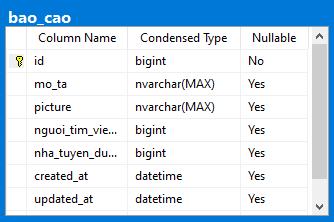 bao_cao
Column Name Condensed Type Nullable
id bigint No
mo_ta nvarchar(MAX) Yes
picture nvarchar(MAX) Yes
nguoi_tim_vie... bigint Yes
nha_tuyen_du... bigint Yes
created_at datetime Yes
updated_at datetime Yes